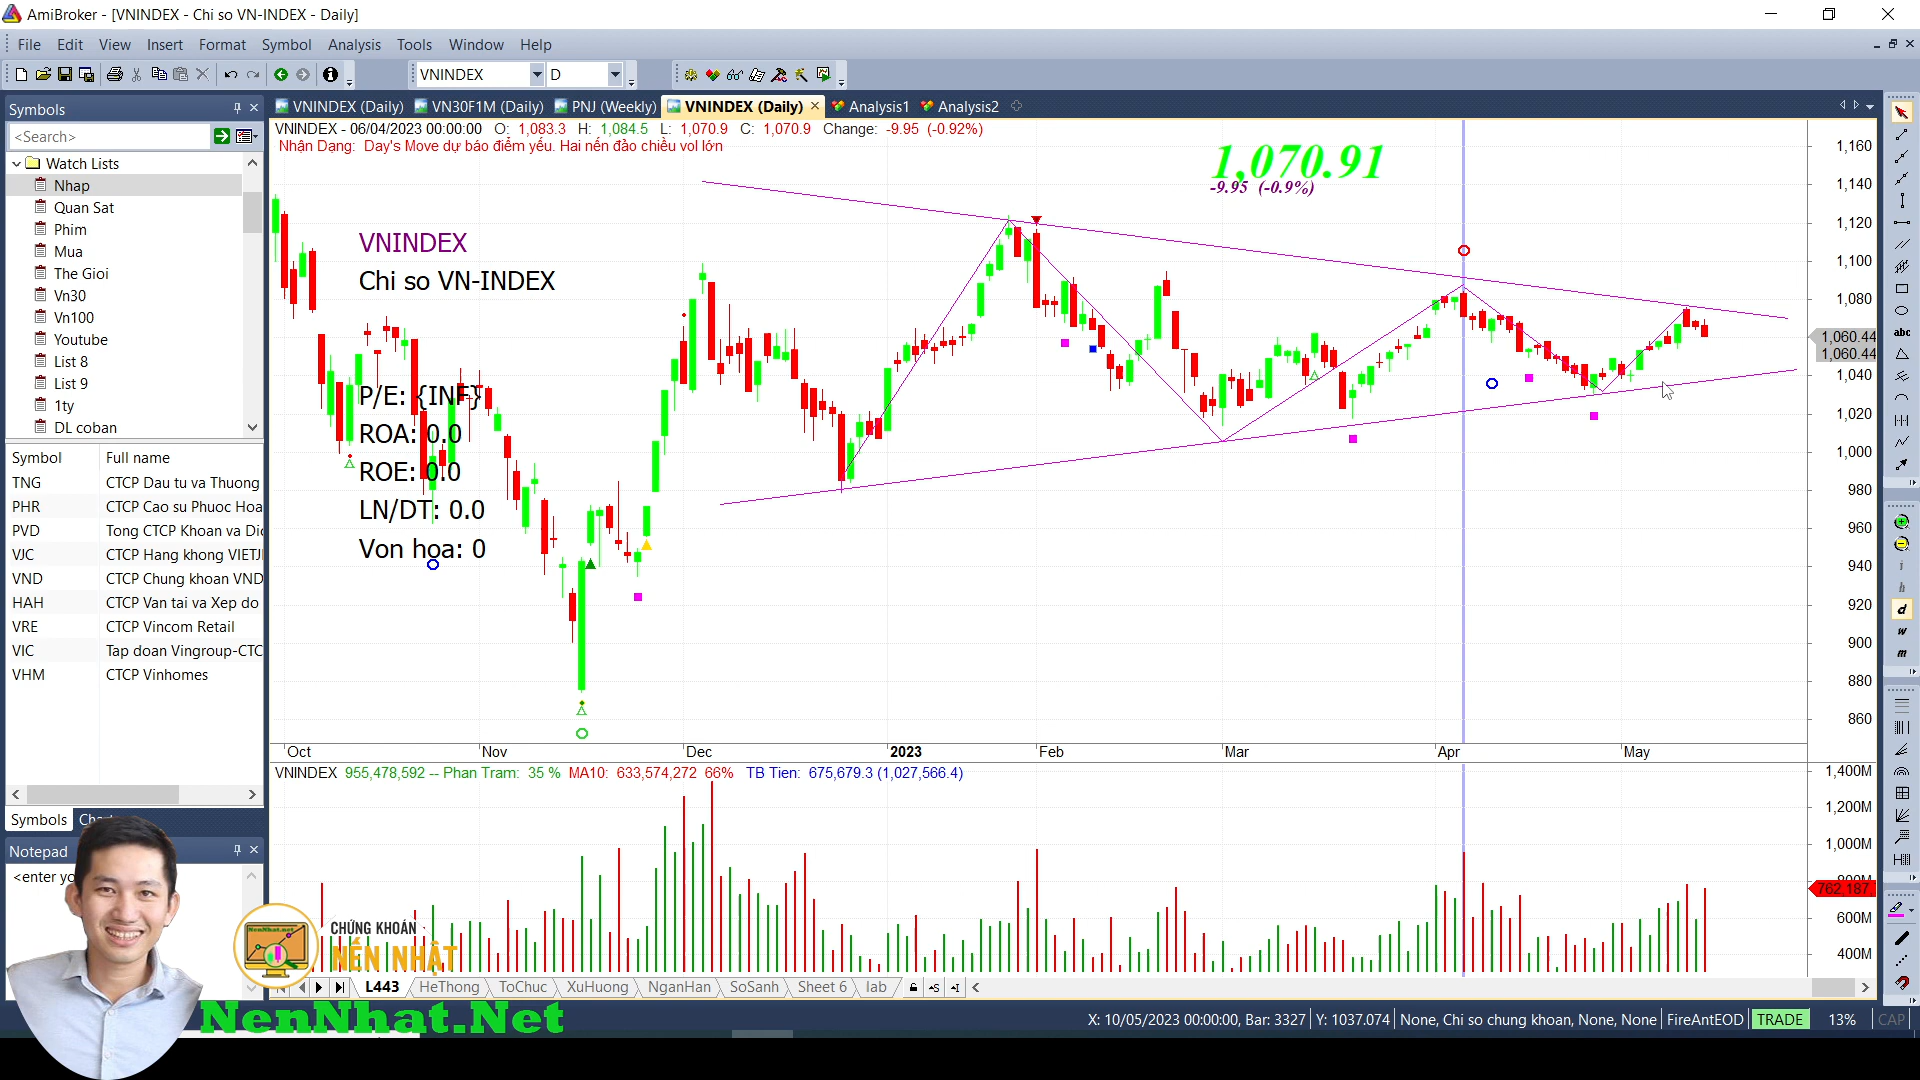 AmiBroker - [VNINDEX - Chi so VN-INDEX - Daily]
File Edit View Insert Format Symbol Analysis Tools Window Help
VNINDEX D
Symbols
VNINDEX (Daily) VN30F1M (Daily) PNJ (Weekly) VNINDEX (Daily) Analysis1 Analysis2
<Search>
Watch Lists
Nhap
Quan Sat
Phim
Mua
The Gioi
Vn30
Vn100
Youtube
List 8
List 9
1ty
DL coban
Symbol Full name
TNG CTCP Dau tu va Thuong
PHR CTCP Cao su Phuoc Hoa
PVD Tong CTCP Khoan va Dic
VJC CTCP Hang khong VIETJ
VND CTCP Chung khoan VND
HAH CTCP Van tai va Xep do
VRE CTCP Vincom Retail
VIC Tap doan Vingroup-CTC
VHM CTCP Vinhomes
Symbols
Notepad
VNINDEX - 06/04/2023 00:00:00 O: 1,083.3 H: 1,084.5 L: 1,070.9 C: 1,070.9 Change: -9.95 (-0.92%)
Nhận Dạng: Day's Move dự báo điểm yếu. Hai nến đảo chiều vol lớn
1,070.91
-9.95 (-0.9%)
VNINDEX
Chi so VN-INDEX
P/E: {INF}
ROA: 0.0
ROE: 0.0
LN/DT: 0.0
Von hoa: 0
1,160
1,140
1,120
1,100
1,080
1,060.44
1,060.44
1,040
1,020
1,000
980
960
940
920
900
880
860
Oct Nov Dec 2023 Feb Mar Apr May
VNINDEX 955,478,592 -- Phan Tram: 35 % MA10: 633,574,272 66% TB Tien: 675,679.3 (1,027,566.4)
1,400M
1,200M
1,000M
762,187
600M
400M
abc
i
h
d
w
m
CHỨNG KHOÁN
NẾN NHẬT
NenNhat.net
NenNhat.Net
L443 HeThong ToChuc XuHuong NganHan SoSanh Sheet 6 lab
X: 10/05/2023 00:00:00, Bar: 3327 Y: 1037.074 None, Chi so chung khoan, None, None FireAntEOD TRADE 13% CAP